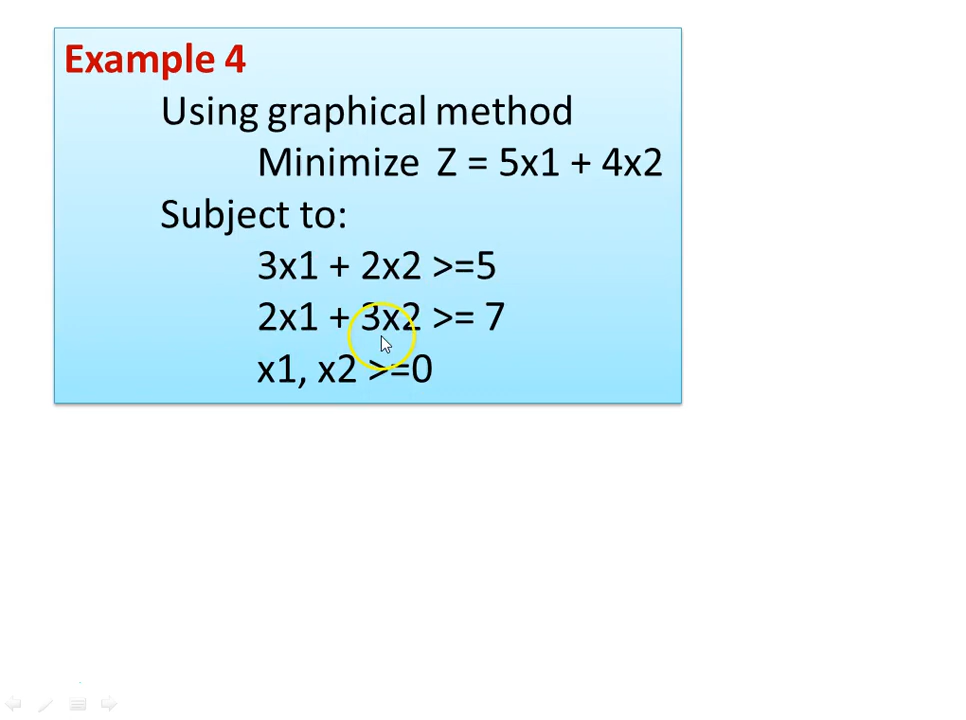 Example 4
Using graphical method
Minimize Z = 5x1 + 4x2
Subject to:
3x1 + 2x2 >=5
2x1 + 3x2 >= 7
x1, x2 >=0